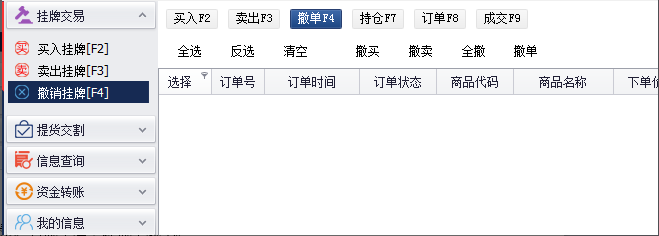 挂牌交易
买入挂牌[F2]
卖出挂牌[F3]
撤销挂牌[F4]
提货交割
信息查询
资金转账
我的信息
买入F2 卖出F3 撤单F4 持仓F7 订单F8 成交F9
全选 反选 清空 撤买 撤卖 全撤 撤单
选择 订单号 订单时间 订单状态 商品代码 商品名称 下单